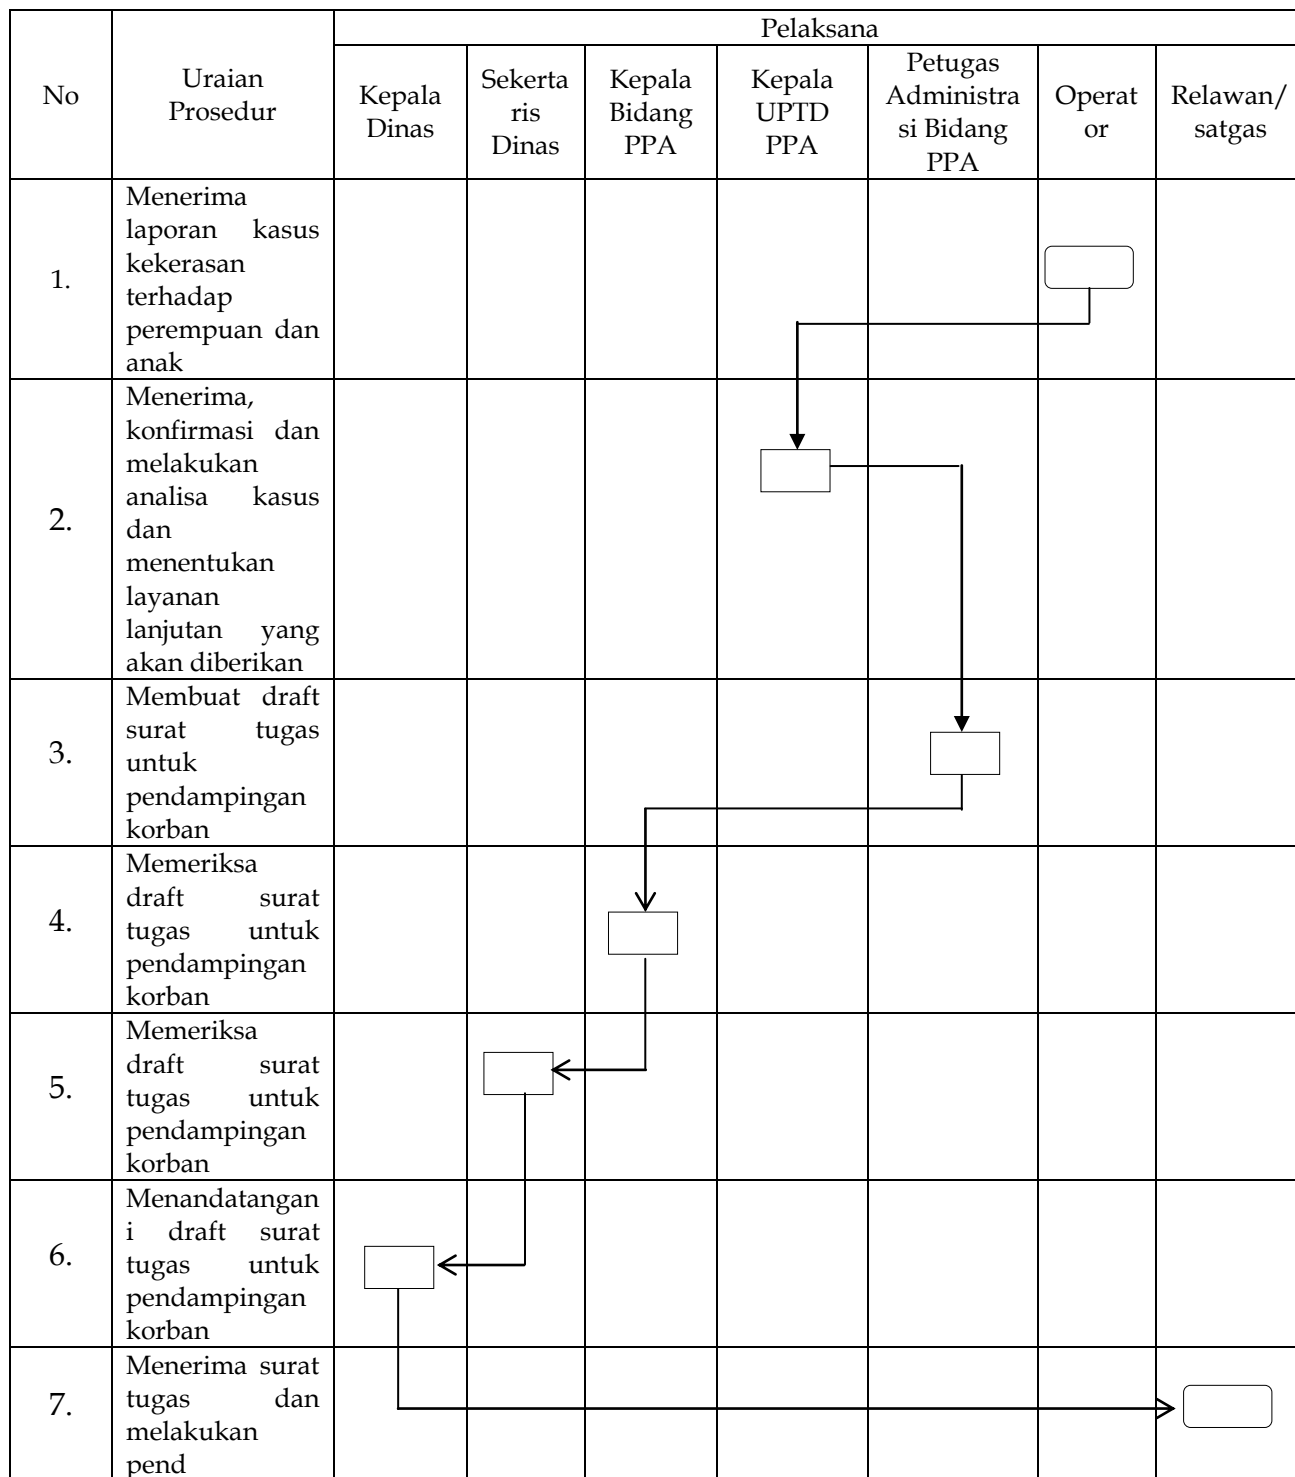 Pelaksana
No
Uraian
Prosedur
Kepala
Dinas
Sekerta
ris
Dinas
Kepala
Bidang
PPA
Kepala
UPTD
PPA
Petugas
Administra
si Bidang
PPA
Operat
or
Relawan/
satgas
1.
Menerima
laporan kasus
kekerasan
terhadap
perempuan dan
anak
2.
Menerima,
konfirmasi dan
melakukan
analisa kasus
dan
menentukan
layanan
lanjutan yang
akan diberikan
3.
Membuat draft
surat tugas
untuk
pendampingan
korban
4.
Memeriksa
draft surat
tugas untuk
pendampingan
korban
5.
Memeriksa
draft surat
tugas untuk
pendampingan
korban
6.
Menandatangan
i draft surat
tugas untuk
pendampingan
korban
7.
Menerima surat
tugas dan
melakukan
pend